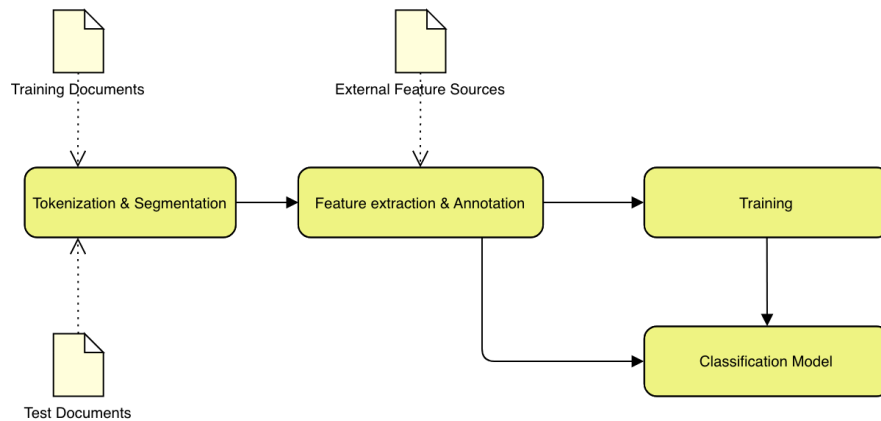 Training Documents
External Feature Sources
Tokenization & Segmentation
Feature extraction & Annotation
Training
Classification Model
Test Documents